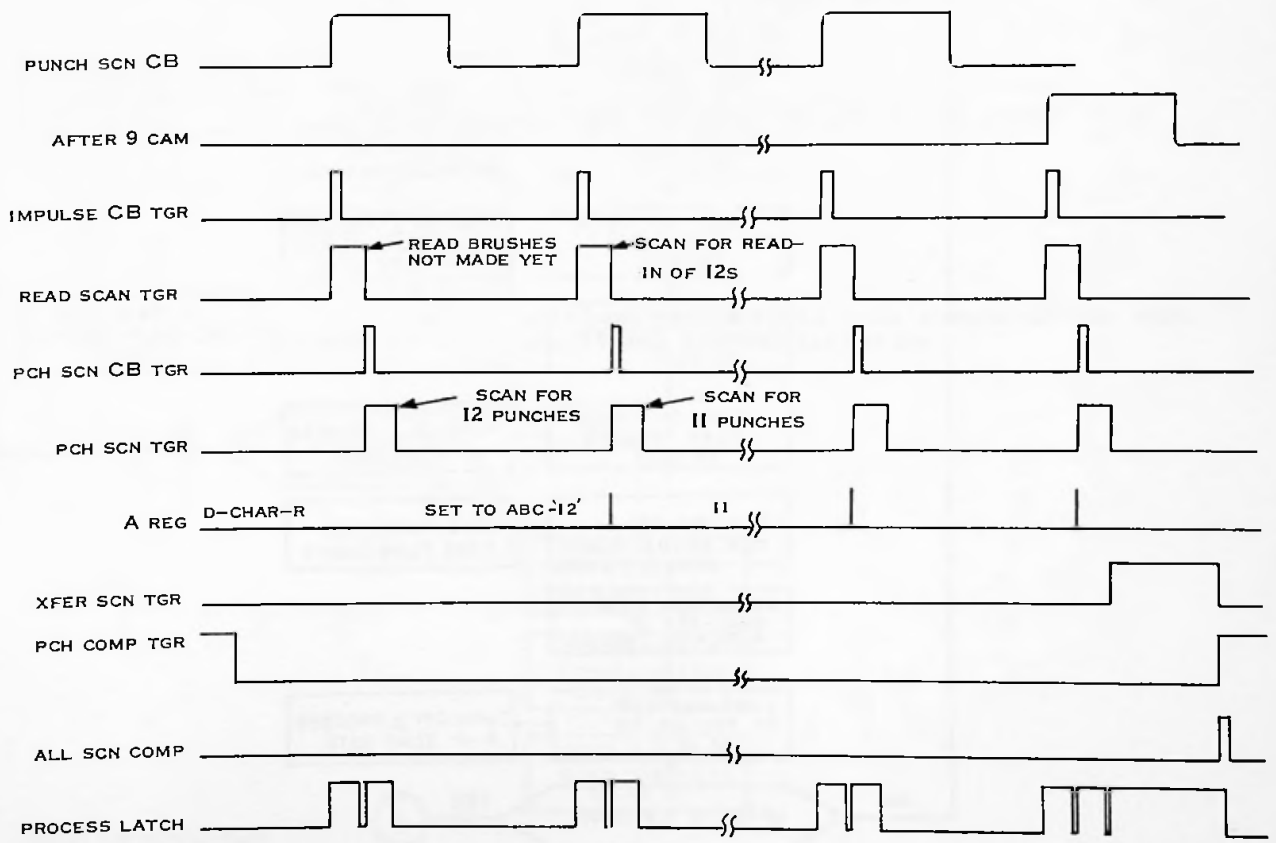 PUNCH SCN CB
AFTER 9 CAM
IMPULSE CB TGR
READ BRUSHES
NOT MADE YET
SCAN FOR READ-
IN OF 12S
READ SCAN TGR
PCH SCN CB TGR
SCAN FOR
12 PUNCHES
SCAN FOR
11 PUNCHES
PCH SCN TGR
A REG
D-CHAR-R
SET TO ABC-'12'
11
XFER SCN TGR
PCH COMP TGR
ALL SCN COMP
PROCESS LATCH